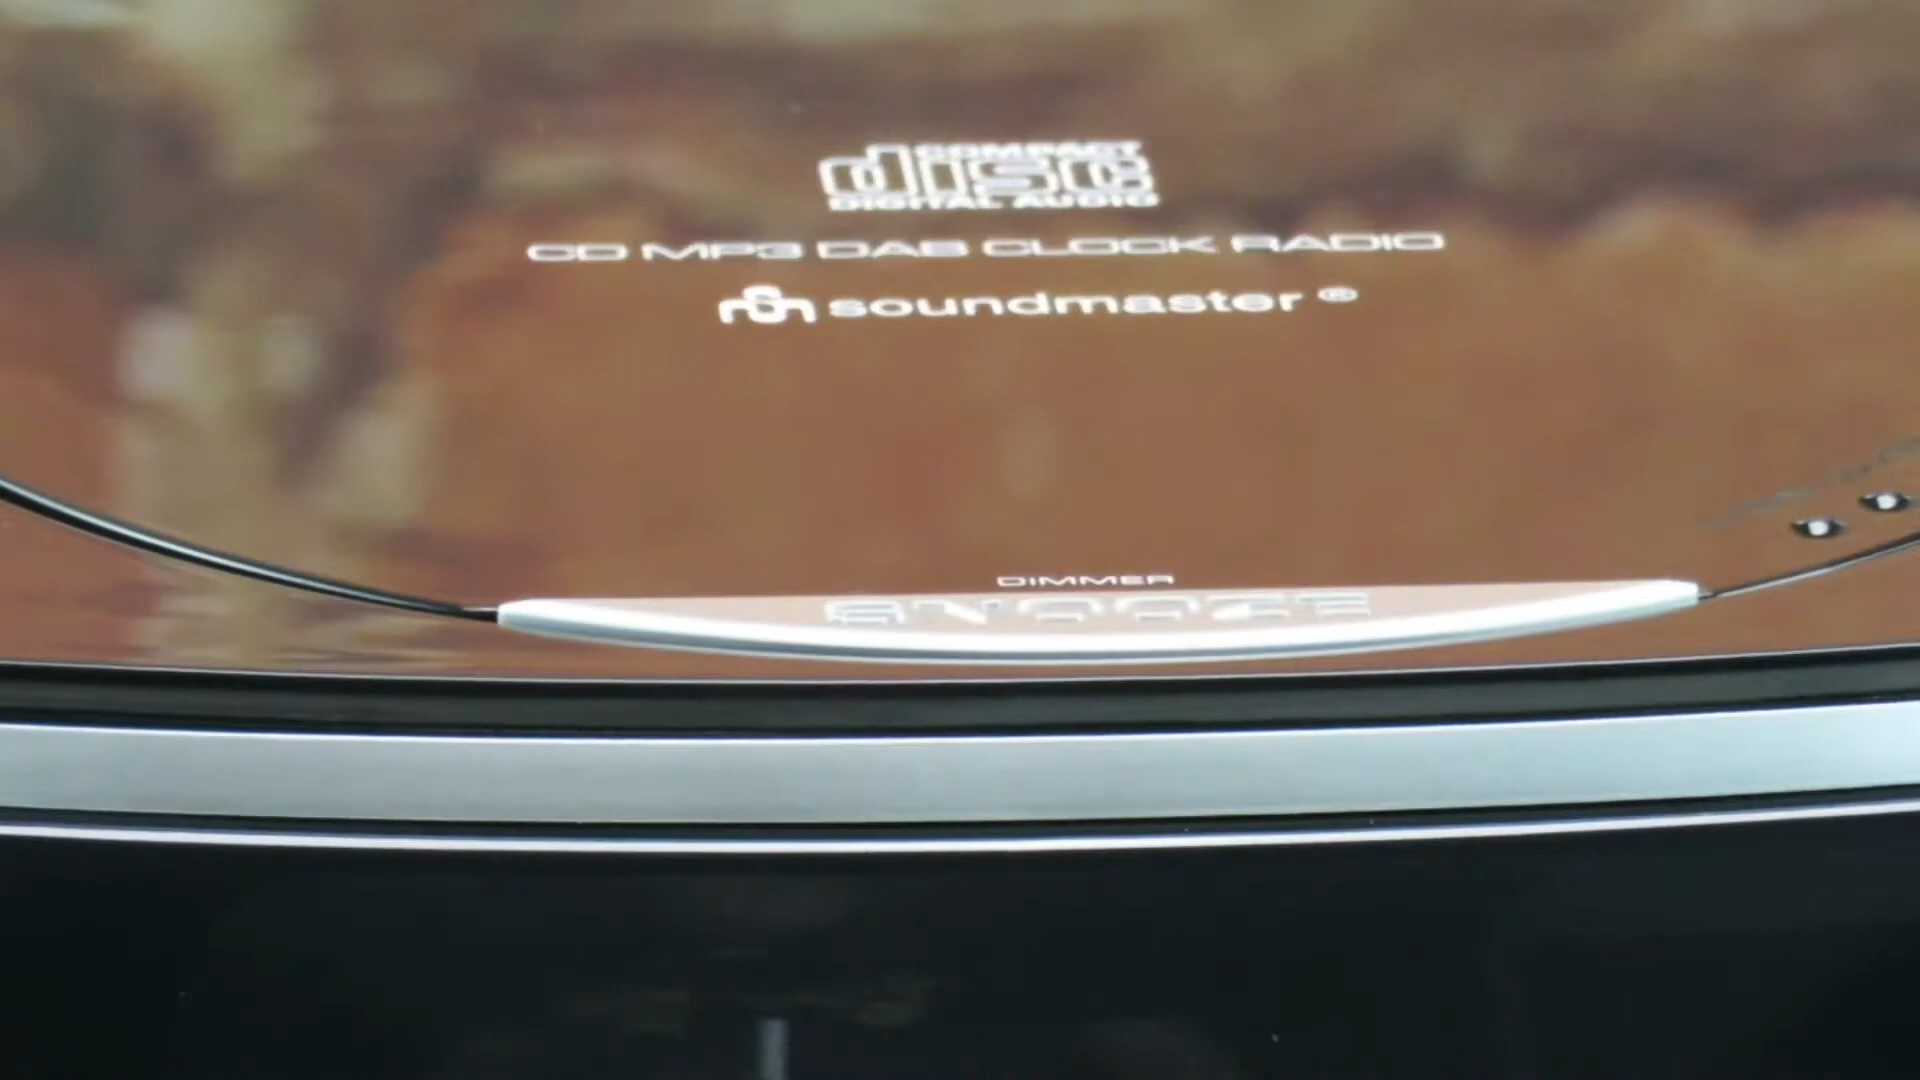 COMPACT
disc
DIGITAL AUDIO
CD MP3 DAB CLOCK RADIO
soundmaster ®
DIMMER
SNOOZE